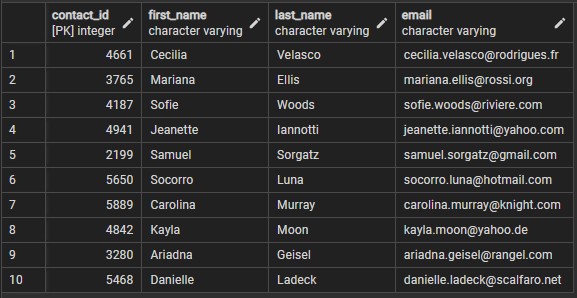 contact_id first_name last_name email
[PK] integer character varying character varying character varying
1 4661 Cecilia Velasco cecilia.velasco@rodrigues.fr
2 3765 Mariana Ellis mariana.ellis@rossi.org
3 4187 Sofie Woods sofie.woods@riviere.com
4 4941 Jeanette Iannotti jeanette.iannotti@yahoo.com
5 2199 Samuel Sorgatz samuel.sorgatz@gmail.com
6 5650 Socorro Luna socorro.luna@hotmail.com
7 5889 Carolina Murray carolina.murray@knight.com
8 4842 Kayla Moon kayla.moon@yahoo.de
9 3280 Ariadna Geisel ariadna.geisel@rangel.com
10 5468 Danielle Ladeck danielle.ladeck@scalfaro.net